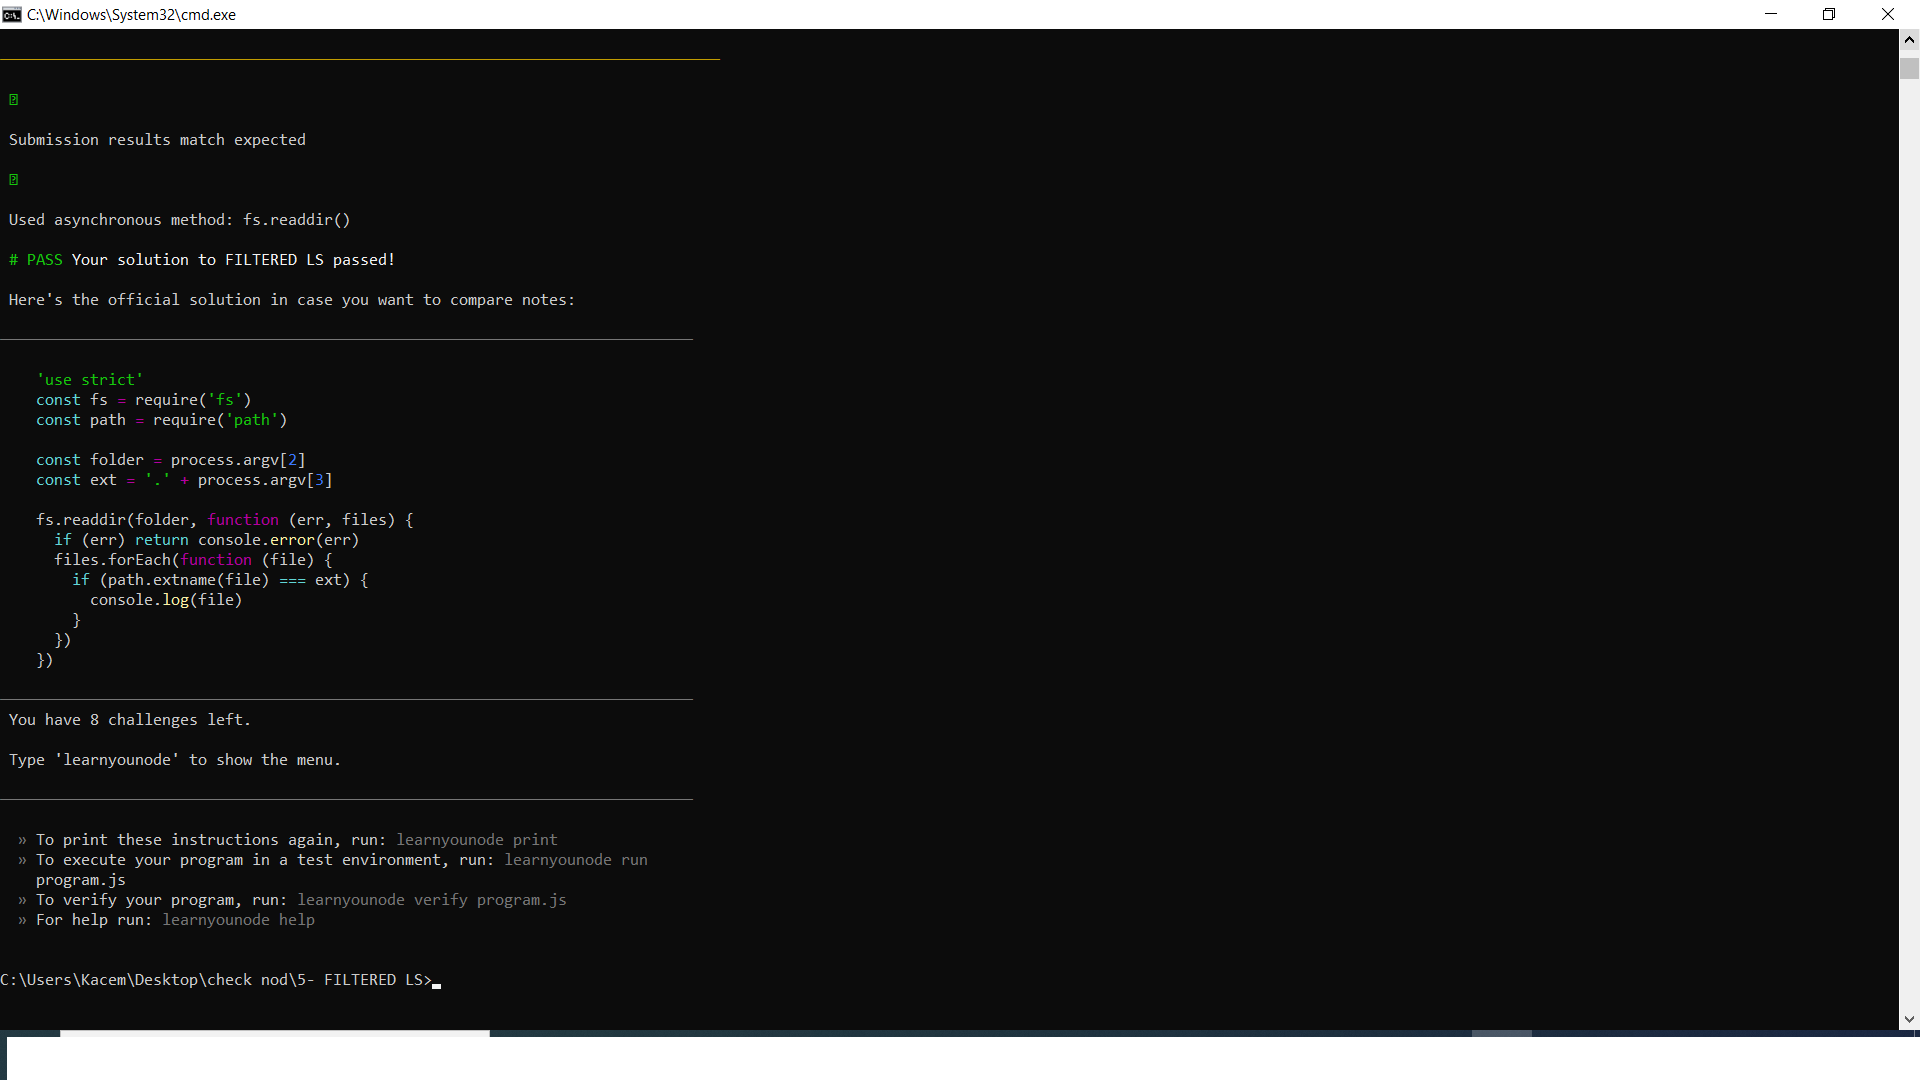 C:\Windows\System32\cmd.exe
Submission results match expected
Used asynchronous method: fs.readdir()
# PASS Your solution to FILTERED LS passed!
Here's the official solution in case you want to compare notes:
'use strict'
const fs = require('fs')
const path = require('path')
const folder = process.argv[2]
const ext = '.' + process.argv[3]
fs.readdir(folder, function (err, files) {
if (err) return console.error(err)
files.forEach(function (file) {
if (path.extname(file) === ext) {
console.log(file)
}
})
})
You have 8 challenges left.
Type 'learnyounode' to show the menu.
» To print these instructions again, run: learnyounode print
» To execute your program in a test environment, run: learnyounode run
program.js
» To verify your program, run: learnyounode verify program.js
» For help run: learnyounode help
C:\Users\Kacem\Desktop\check nod\5- FILTERED LS>